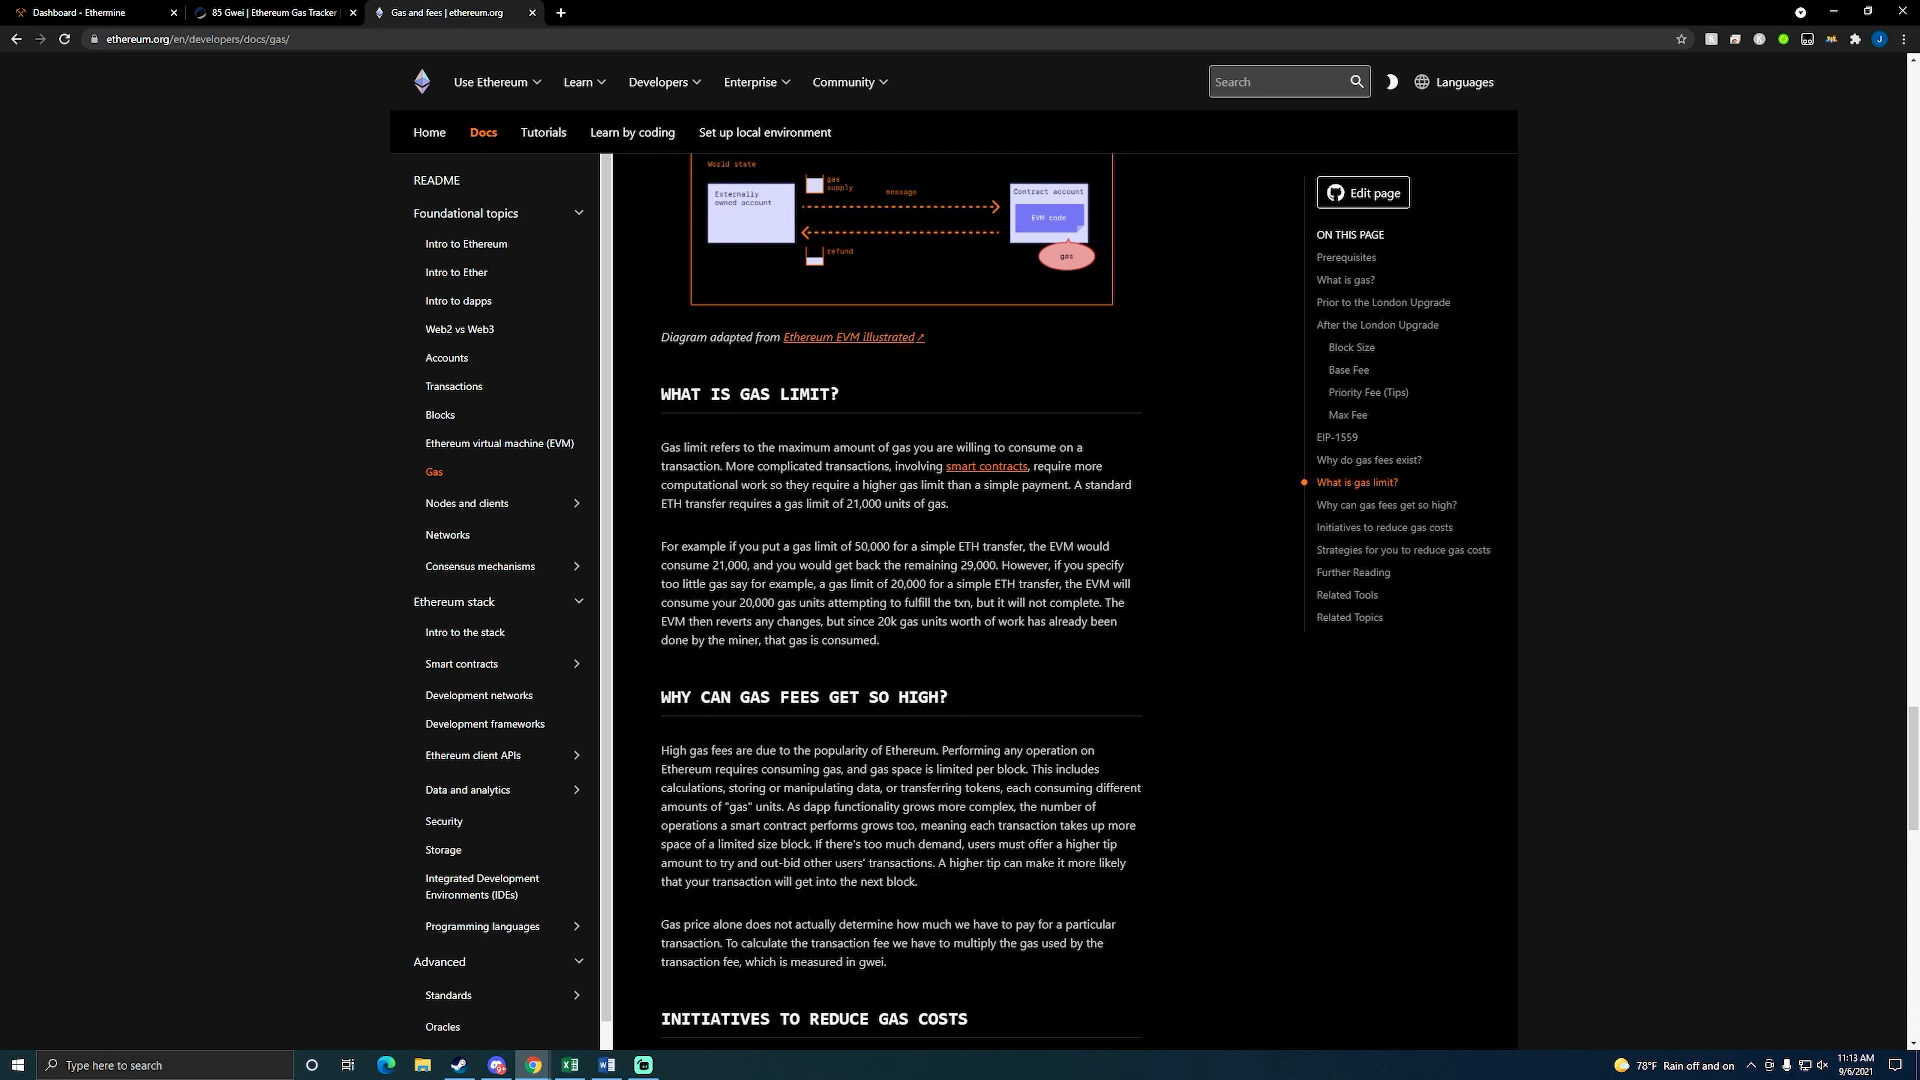 Dashboard - Ethermine
85 Gwei | Ethereum Gas Tracker
Gas and fees | ethereum.org
ethereum.org/en/developers/docs/gas/
J
Use Ethereum
Learn
Developers
Enterprise
Community
Search
Languages
Home
Docs
Tutorials
Learn by coding
Set up local environment
README
Foundational topics
Intro to Ethereum
Intro to Ether
Intro to dapps
Web2 vs Web3
Accounts
Transactions
Blocks
Ethereum virtual machine (EVM)
Gas
Nodes and clients
Networks
Consensus mechanisms
Ethereum stack
Intro to the stack
Smart contracts
Development networks
Development frameworks
Ethereum client APIs
Data and analytics
Security
Storage
Integrated Development
Environments (IDEs)
Programming languages
Advanced
Standards
Oracles
World state
Externally
owned account
gas
supply
message
refund
Contract account
EVM code
gas
Diagram adapted from Ethereum EVM illustrated↗
WHAT IS GAS LIMIT?
Gas limit refers to the maximum amount of gas you are willing to consume on a
transaction. More complicated transactions, involving smart contracts, require more
computational work so they require a higher gas limit than a simple payment. A standard
ETH transfer requires a gas limit of 21,000 units of gas.
For example if you put a gas limit of 50,000 for a simple ETH transfer, the EVM would
consume 21,000, and you would get back the remaining 29,000. However, if you specify
too little gas say for example, a gas limit of 20,000 for a simple ETH transfer, the EVM will
consume your 20,000 gas units attempting to fulfill the txn, but it will not complete. The
EVM then reverts any changes, but since 20k gas units worth of work has already been
done by the miner, that gas is consumed.
WHY CAN GAS FEES GET SO HIGH?
High gas fees are due to the popularity of Ethereum. Performing any operation on
Ethereum requires consuming gas, and gas space is limited per block. This includes
calculations, storing or manipulating data, or transferring tokens, each consuming different
amounts of "gas" units. As dapp functionality grows more complex, the number of
operations a smart contract performs grows too, meaning each transaction takes up more
space of a limited size block. If there's too much demand, users must offer a higher tip
amount to try and out-bid other users' transactions. A higher tip can make it more likely
that your transaction will get into the next block.
Gas price alone does not actually determine how much we have to pay for a particular
transaction. To calculate the transaction fee we have to multiply the gas used by the
transaction fee, which is measured in gwei.
INITIATIVES TO REDUCE GAS COSTS
Edit page
ON THIS PAGE
Prerequisites
What is gas?
Prior to the London Upgrade
After the London Upgrade
Block Size
Base Fee
Priority Fee (Tips)
Max Fee
EIP-1559
Why do gas fees exist?
What is gas limit?
Why can gas fees get so high?
Initiatives to reduce gas costs
Strategies for you to reduce gas costs
Further Reading
Related Tools
Related Topics
Type here to search
78°F Rain off and on
11:13 AM
9/6/2021